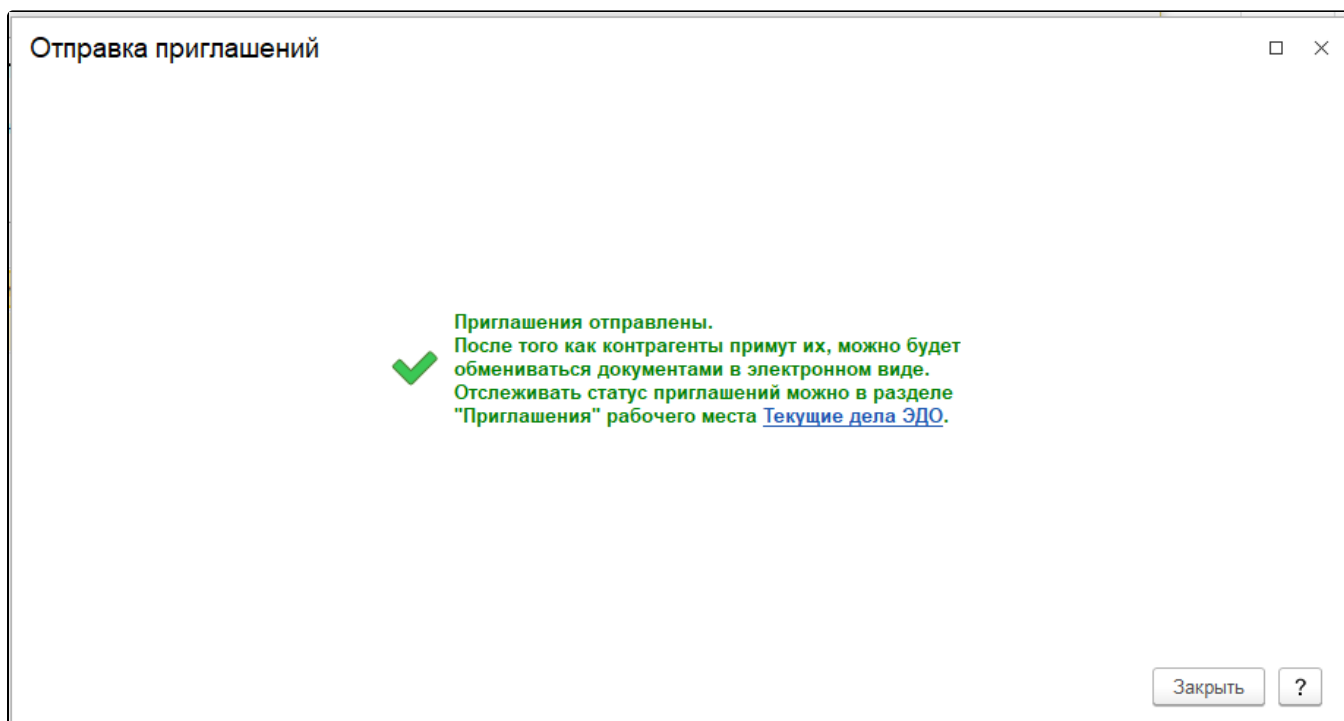 Отправка приглашений
Приглашения отправлены.
После того как контрагенты примут их, можно будет
обмениваться документами в электронном виде.
Отслеживать статус приглашений можно в разделе
"Приглашения" рабочего места Текущие дела ЭДО.
Закрыть ?